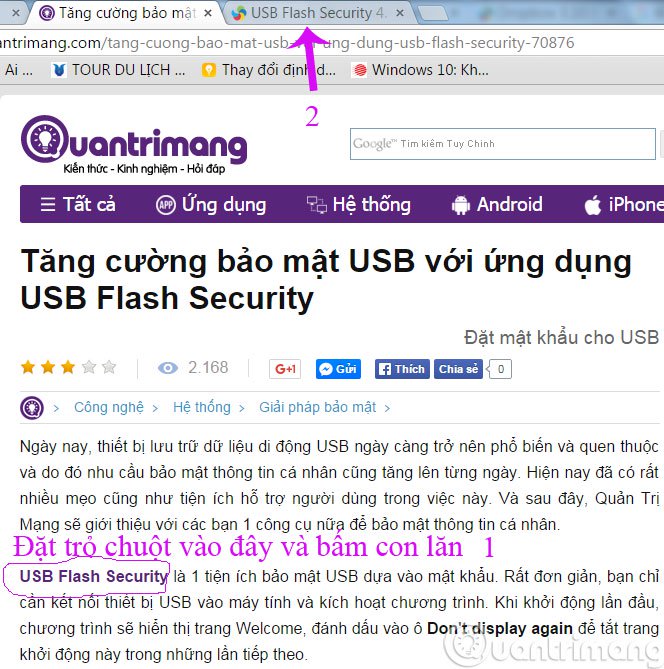 Tăng cường bảo mật
USB Flash Security 4.
antrimang.com/tang-cuong-bao-mat-usb-voi-ung-dung-usb-flash-security-70876
Ai ...
TOUR DU LỊCH ...
Thay đổi định d...
Windows 10: Kh...
2
Quantrimang
Kiến thức - Kinh nghiệm - Hỏi đáp
Google™ Tìm kiếm Tùy Chỉnh
Tất cả
Ứng dụng
Hệ thống
Android
iPhone
Tăng cường bảo mật USB với ứng dụng
USB Flash Security
Đặt mật khẩu cho USB
2.168
G+1
Gửi
Thích
Chia sẻ
0
Công nghệ > Hệ thống > Giải pháp bảo mật >
Ngày nay, thiết bị lưu trữ dữ liệu di động USB ngày càng trở nên phổ biến và quen thuộc
và do đó nhu cầu bảo mật thông tin cá nhân cũng tăng lên từng ngày. Hiện nay đã có rất
nhiều mẹo cũng như tiện ích hỗ trợ người dùng trong việc này. Và sau đây, Quản Trị
Mạng sẽ giới thiệu với các bạn 1 công cụ nữa để bảo mật thông tin cá nhân.
Đặt trỏ chuột vào đây và bấm con lăn 1
USB Flash Security là 1 tiện ích bảo mật USB dựa vào mật khẩu. Rất đơn giản, bạn chỉ
cần kết nối thiết bị USB vào máy tính và kích hoạt chương trình. Khi khởi động lần đầu,
chương trình sẽ hiển thị trang Welcome, đánh dấu vào ô Don't display again để tắt trang
khởi động này trong những lần tiếp theo.
Quantrimang